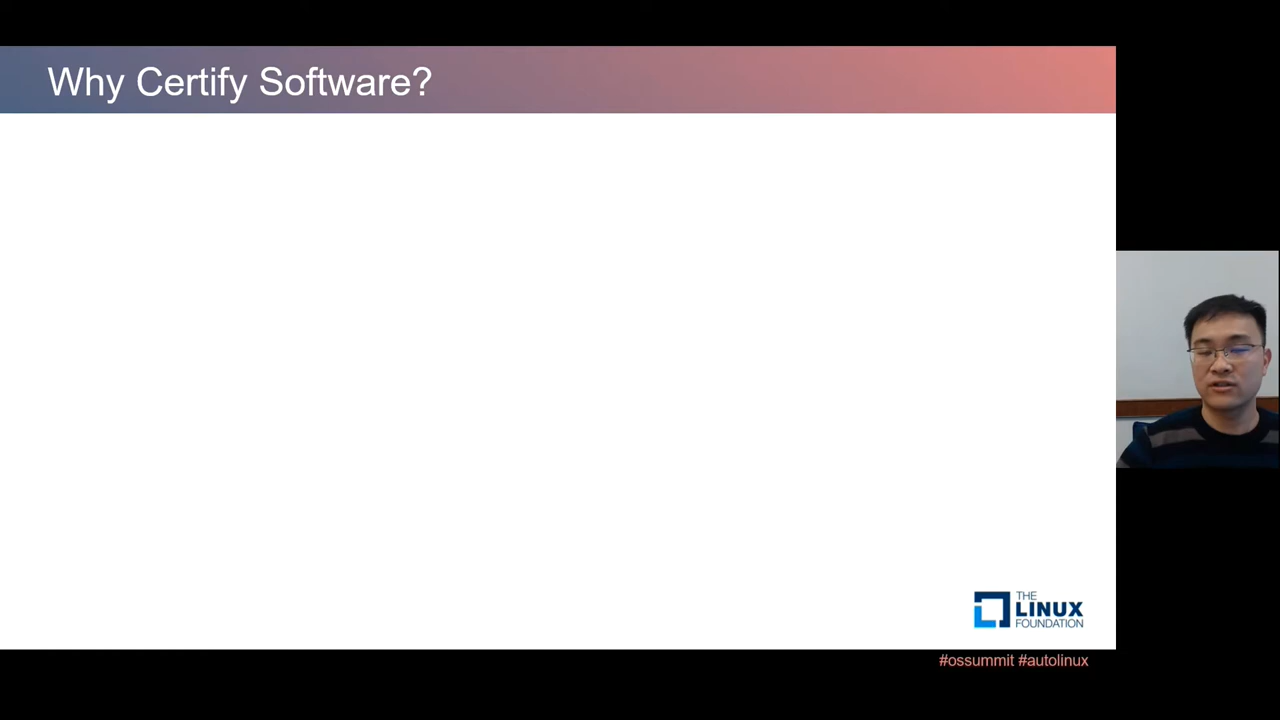 Why Certify Software?
THE
LINUX
FOUNDATION
#ossummit #autolinux